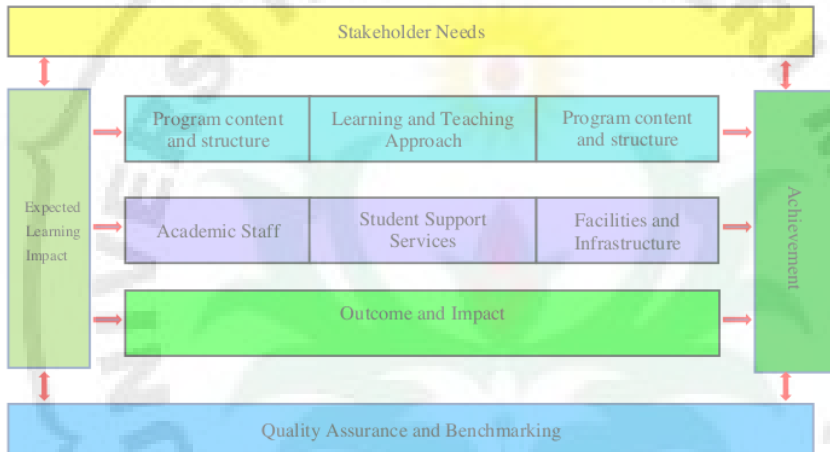 Stakeholder Needs
Program content
and structure
Learning and Teaching
Approach
Program content
and structure
Expected
Learning
Impact
Academic Staff
Student Support
Services
Facilities and
Infrastructure
Achievement
Outcome and Impact
Quality Assurance and Benchmarking